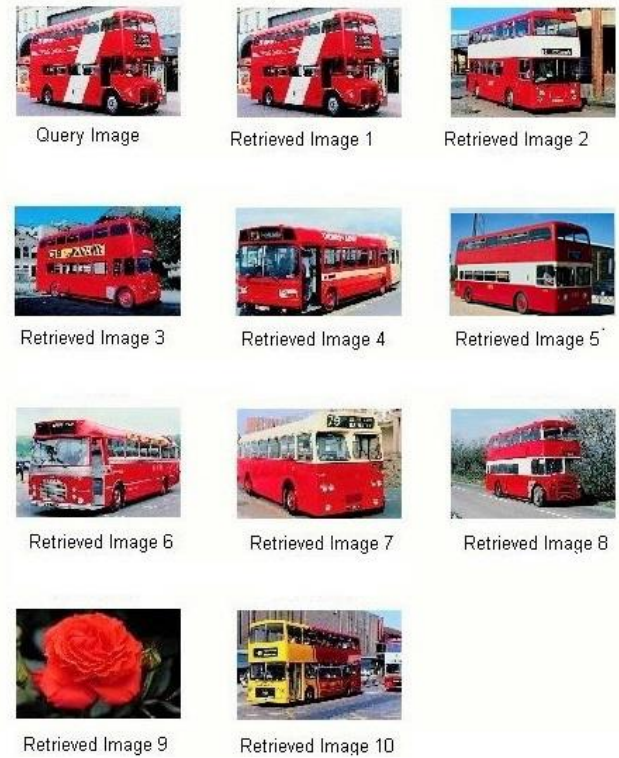 Query Image
Retrieved Image 1
Retrieved Image 2
Retrieved Image 3
Retrieved Image 4
Retrieved Image 5
Retrieved Image 6
Retrieved Image 7
Retrieved Image 8
Retrieved Image 9
Retrieved Image 10